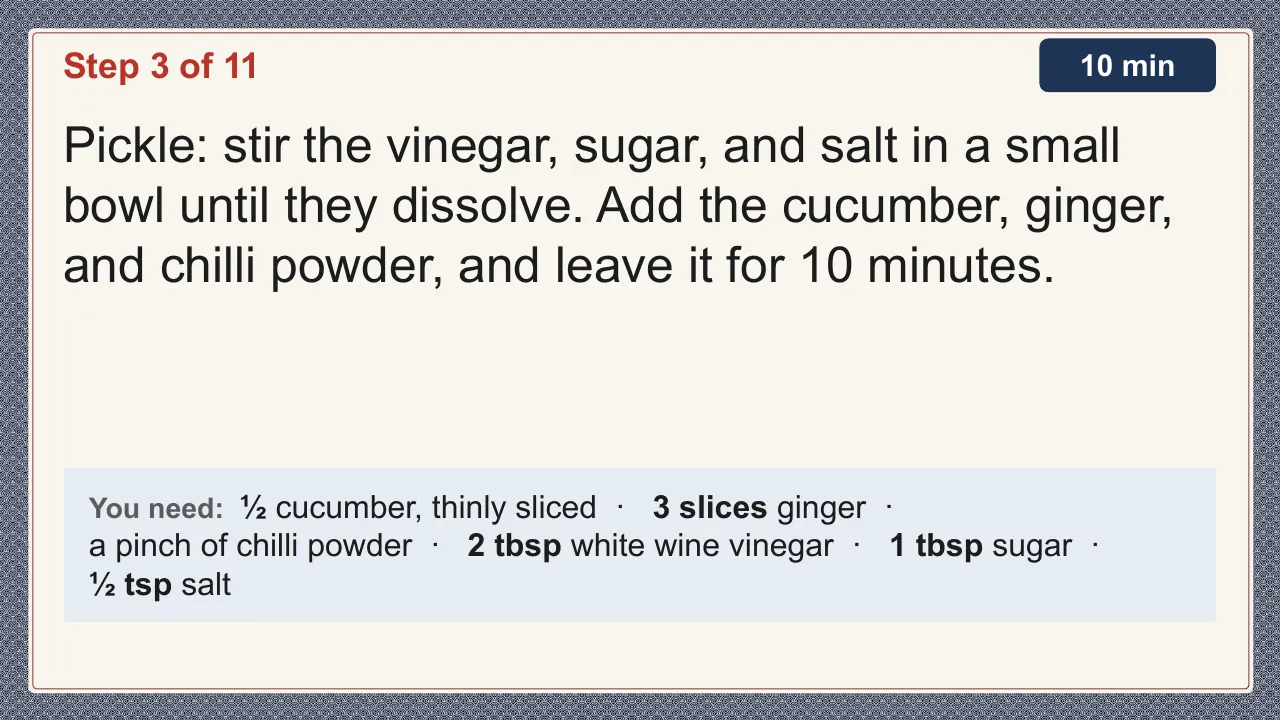 Step 3 of 11
10 min
Pickle: stir the vinegar, sugar, and salt in a small
bowl until they dissolve. Add the cucumber, ginger,
and chilli powder, and leave it for 10 minutes.
You need: ½ cucumber, thinly sliced · 3 slices ginger ·
a pinch of chilli powder · 2 tbsp white wine vinegar · 1 tbsp sugar ·
½ tsp salt